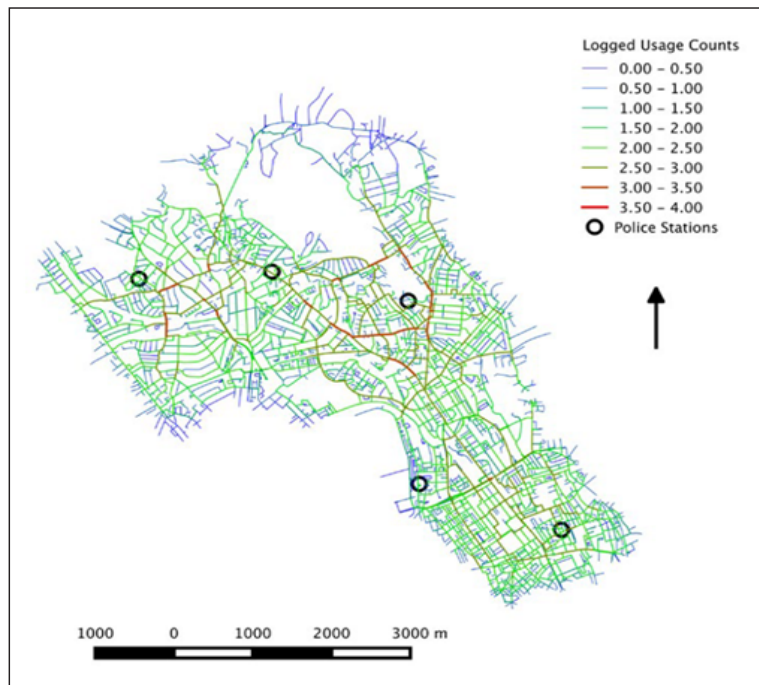 Logged Usage Counts
0.00 – 0.50
0.50 – 1.00
1.00 – 1.50
1.50 – 2.00
2.00 – 2.50
2.50 – 3.00
3.00 – 3.50
3.50 – 4.00
Police Stations
1000 0 1000 2000 3000 m